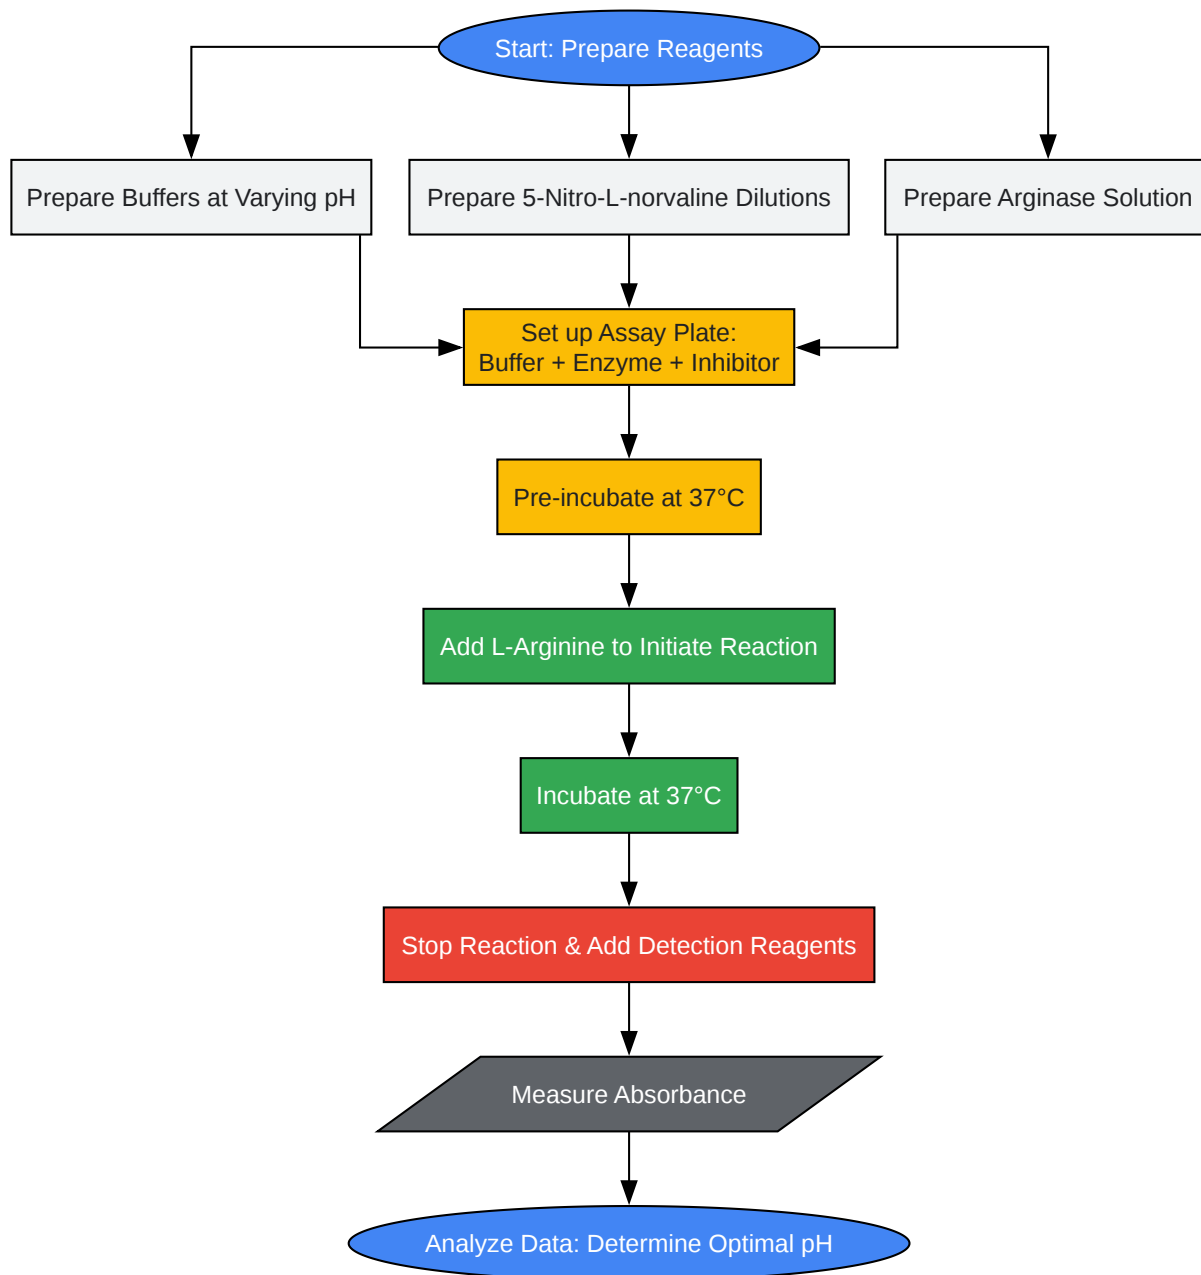 Start: Prepare Reagents
Prepare Buffers at Varying pH
Prepare 5-Nitro-L-norvaline Dilutions
Prepare Arginase Solution
Set up Assay Plate:
Buffer + Enzyme + Inhibitor
Pre-incubate at 37°C
Add L-Arginine to Initiate Reaction
Incubate at 37°C
Stop Reaction & Add Detection Reagents
Measure Absorbance
Analyze Data: Determine Optimal pH